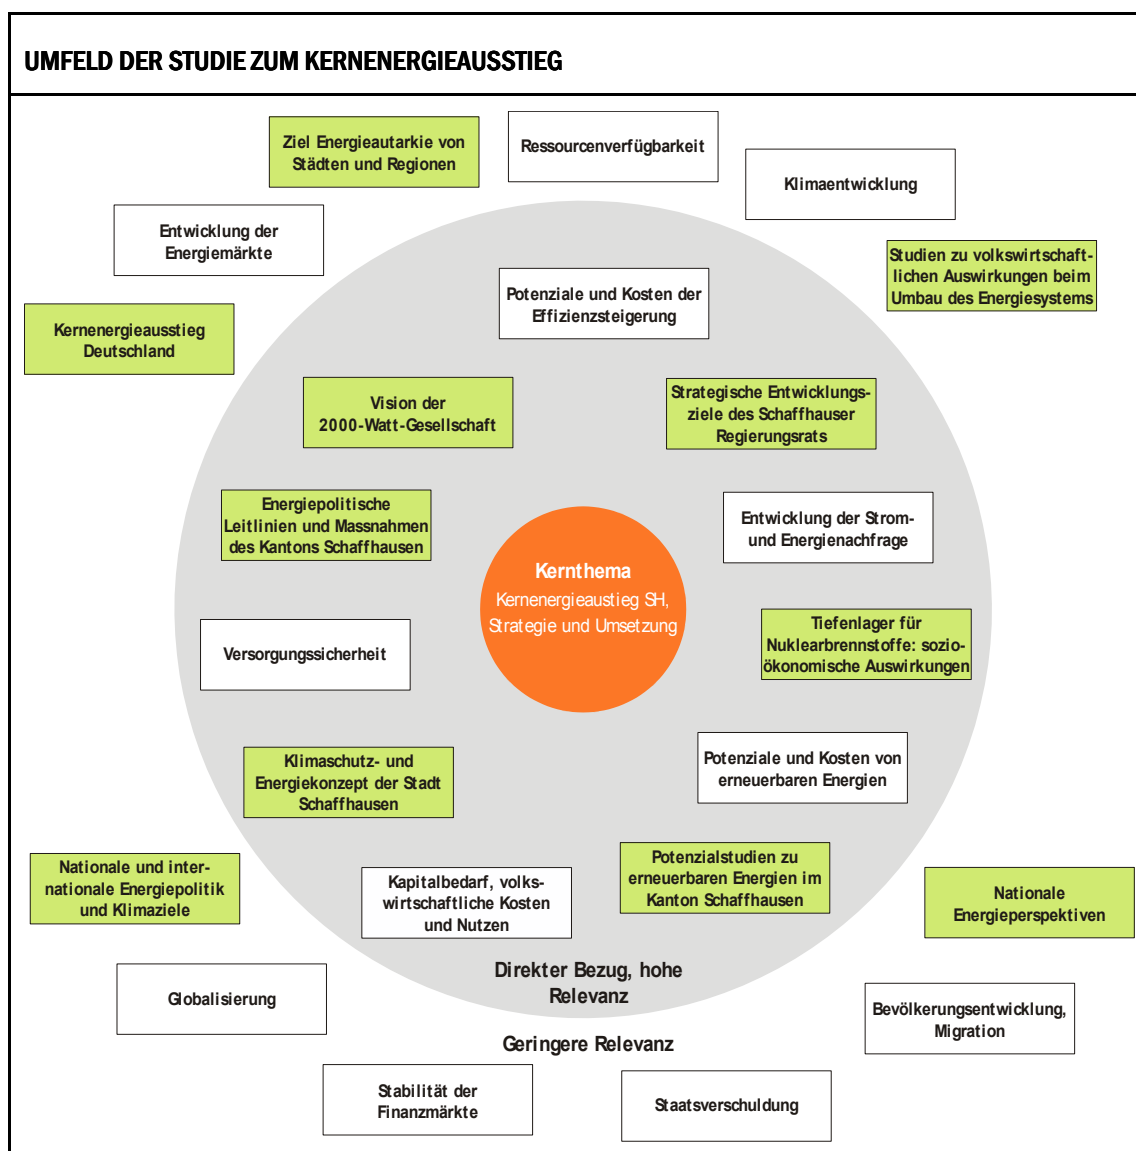 UMFELD DER STUDIE ZUM KERNENERGIEAUSSTIEG
Ziel Energieautarkie von
Städten und Regionen
Ressourcenverfügbarkeit
Klimaentwicklung
Entwicklung der
Energiemärkte
Studien zu volkswirtschaft-
lichen Auswirkungen beim
Umbau des Energiesystems
Potenziale und Kosten der
Effizienzsteigerung
Kernenergieausstieg
Deutschland
Vision der
2000-Watt-Gesellschaft
Strategische Entwicklungs-
ziele des Schaffhauser
Regierungsrats
Energiepolitische
Leitlinien und Massnahmen
des Kantons Schaffhausen
Entwicklung der Strom-
und Energienachfrage
Kernthema
Kernenergieaustieg SH,
Strategie und Umsetzung
Versorgungssicherheit
Tiefenlager für
Nuklearbrennstoffe: sozio-
ökonomische Auswirkungen
Klimaschutz- und
Energiekonzept der Stadt
Schaffhausen
Potenziale und Kosten von
erneuerbaren Energien
Nationale und inter-
nationale Energiepolitik
und Klimaziele
Kapitalbedarf, volks-
wirtschaftliche Kosten
und Nutzen
Potenzialstudien zu
erneuerbaren Energien im
Kanton Schaffhausen
Nationale
Energieperspektiven
Direkter Bezug, hohe
Relevanz
Globalisierung
Bevölkerungsentwicklung,
Migration
Geringere Relevanz
Stabilität der
Finanzmärkte
Staatsverschuldung